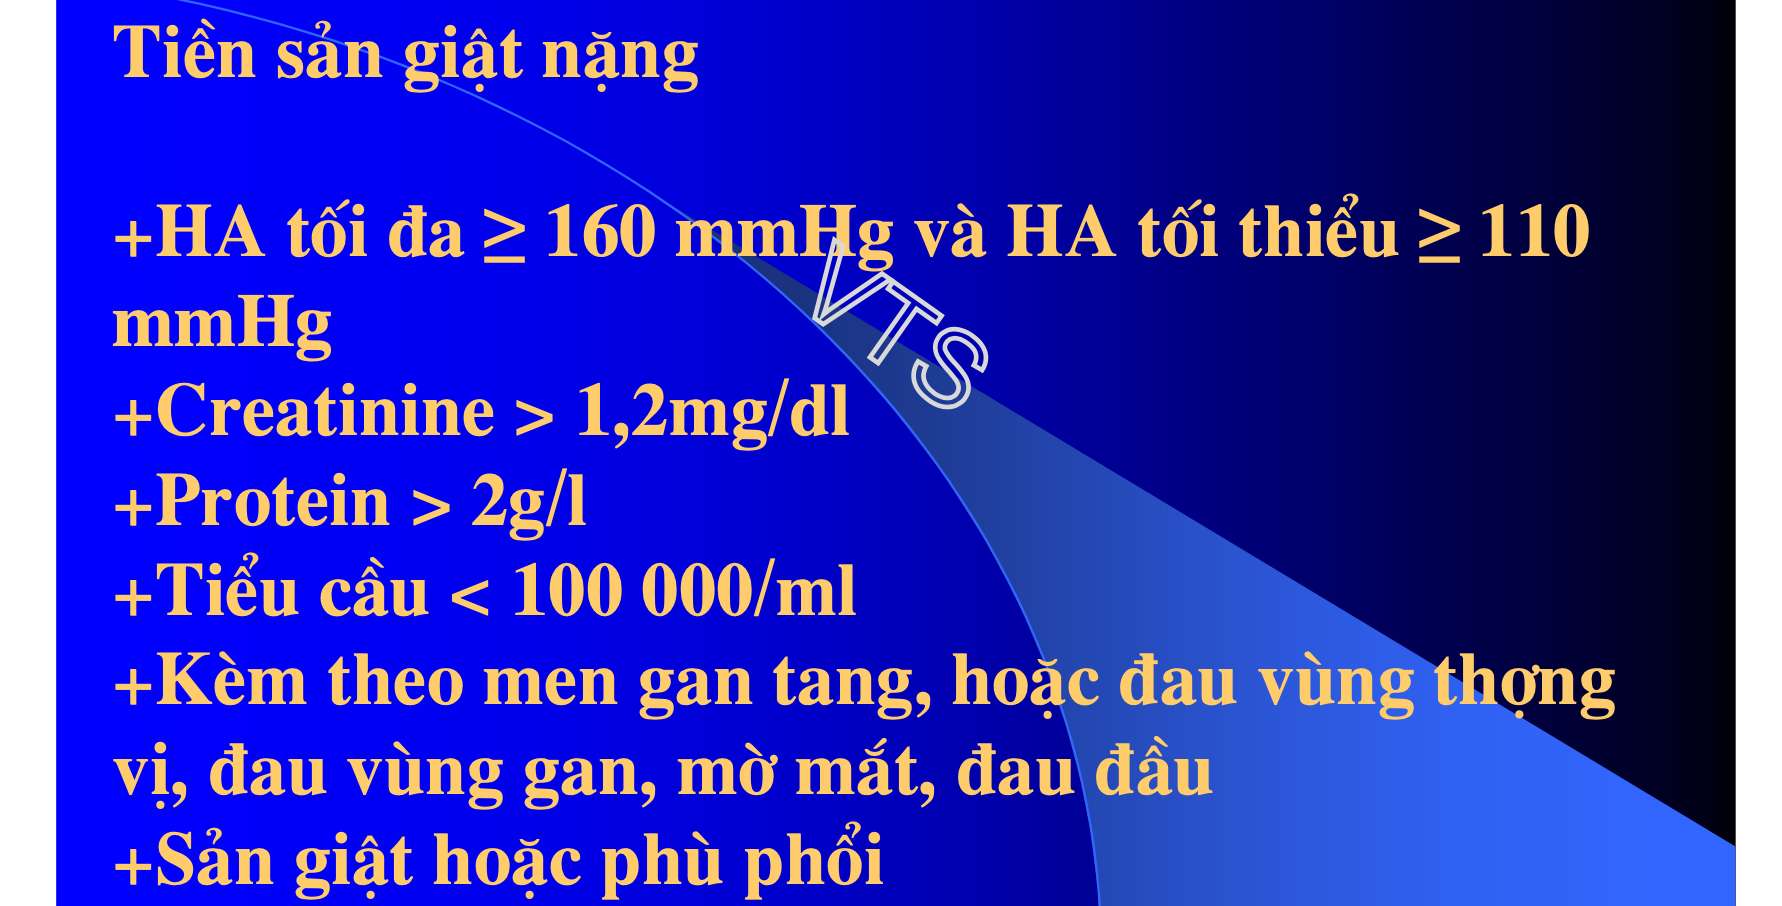 Tiền sản giật nặng
+HA tối đa ≥ 160 mmHg và HA tối thiểu ≥ 110
mmHg
+Creatinine > 1,2mg/dl
+Protein > 2g/l
+Tiểu cầu < 100 000/ml
+Kèm theo men gan tang, hoặc đau vùng thợng
vị, đau vùng gan, mờ mắt, đau đầu
+Sản giật hoặc phù phổi
VTS